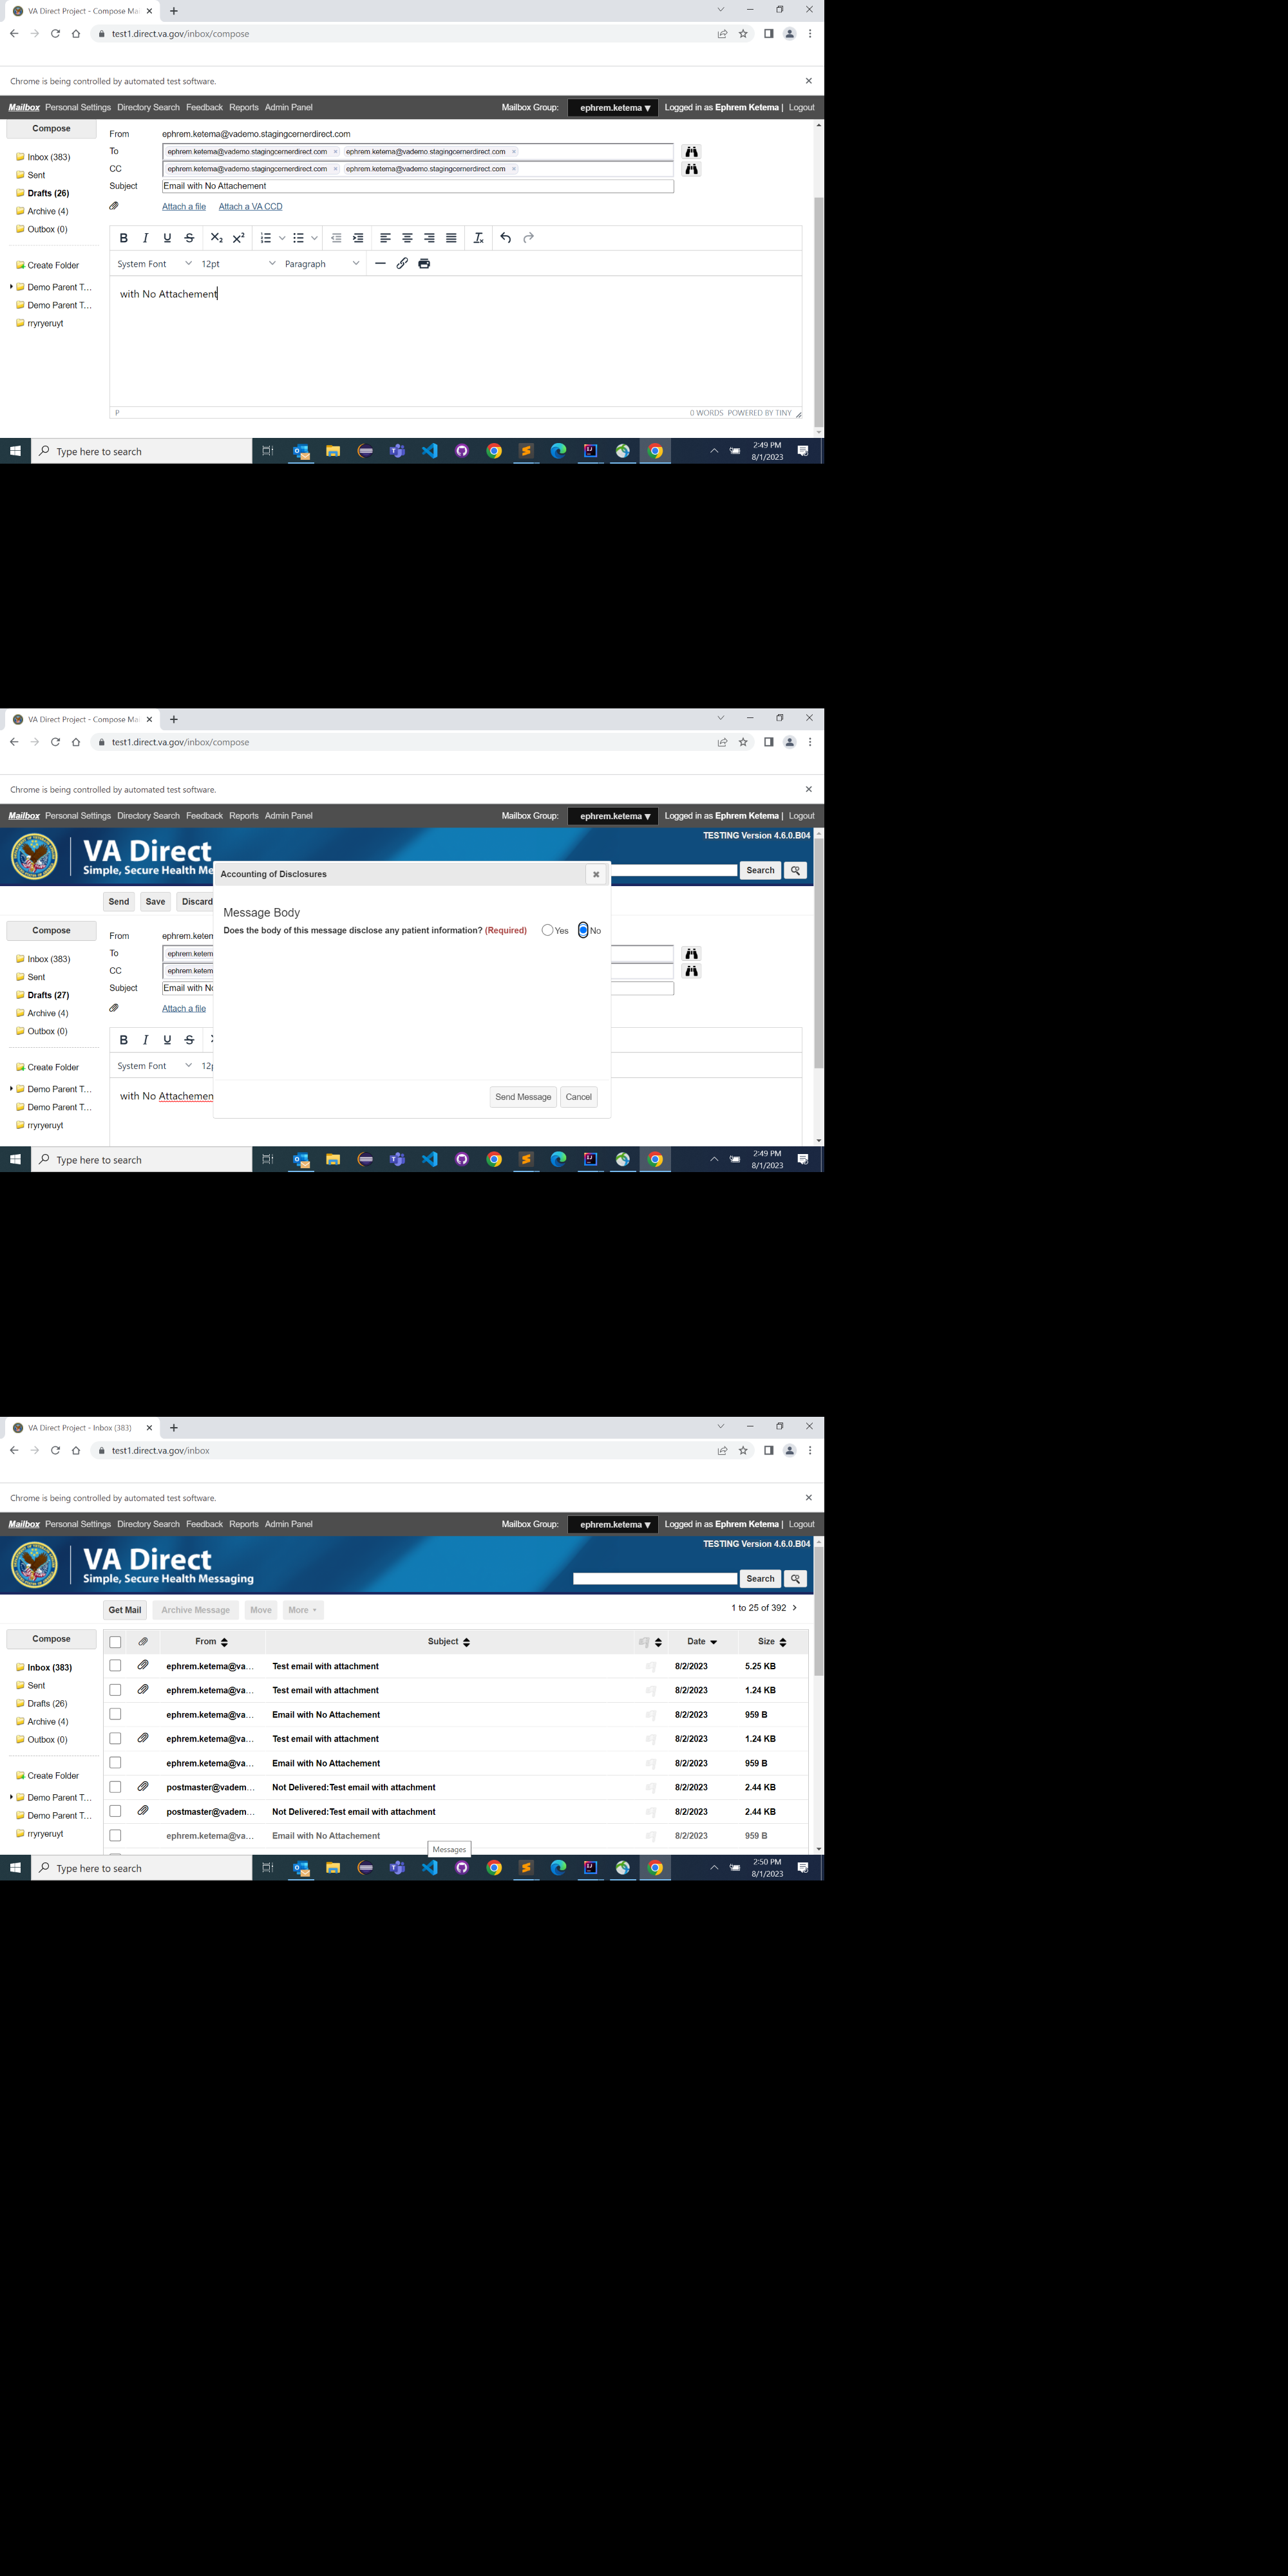 VA Direct Project - Compose Ma
test1.direct.va.gov/inbox/compose
Chrome is being controlled by automated test software.
Mailbox Personal Settings Directory Search Feedback Reports Admin Panel Mailbox Group: ephrem.ketema ▼ Logged in as Ephrem Ketema | Logout
Compose
From ephrem.ketema@vademo.stagingcernerdirect.com
To ephrem.ketema@vademo.stagingcernerdirect.com × ephrem.ketema@vademo.stagingcernerdirect.com ×
Inbox (383)
CC ephrem.ketema@vademo.stagingcernerdirect.com × ephrem.ketema@vademo.stagingcernerdirect.com ×
Sent
Subject Email with No Attachement
Drafts (26)
Attach a file Attach a VA CCD
Archive (4)
Outbox (0)
B I U S X₂ X²
Create Folder
System Font 12pt Paragraph
Demo Parent T...
with No Attachement
Demo Parent T...
rryryeruyt
P 0 WORDS POWERED BY TINY
Type here to search
2:49 PM
8/1/2023
VA Direct Project - Compose Ma
test1.direct.va.gov/inbox/compose
Chrome is being controlled by automated test software.
Mailbox Personal Settings Directory Search Feedback Reports Admin Panel Mailbox Group: ephrem.ketema ▼ Logged in as Ephrem Ketema | Logout
TESTING Version 4.6.0.B04
VA Direct
Simple, Secure Health Me
Search
Accounting of Disclosures
Send Save Discard
Message Body
Does the body of this message disclose any patient information? (Required) Yes No
Compose
From ephrem.keter
To ephrem.ketem
Inbox (383)
CC ephrem.ketem
Sent
Subject Email with No
Drafts (27)
Attach a file
Archive (4)
Outbox (0)
B I U S
Create Folder
System Font 12p
Demo Parent T...
with No Attachemen
Send Message Cancel
Demo Parent T...
rryryeruyt
Type here to search
2:49 PM
8/1/2023
VA Direct Project - Inbox (383)
test1.direct.va.gov/inbox
Chrome is being controlled by automated test software.
Mailbox Personal Settings Directory Search Feedback Reports Admin Panel Mailbox Group: ephrem.ketema ▼ Logged in as Ephrem Ketema | Logout
TESTING Version 4.6.0.B04
VA Direct
Simple, Secure Health Messaging
Search
Get Mail Archive Message Move More 1 to 25 of 392
Compose
From Subject Date Size
Inbox (383)
Sent
Drafts (26)
Archive (4)
Outbox (0)
Create Folder
Demo Parent T...
Demo Parent T...
rryryeruyt
ephrem.ketema@va... Test email with attachment 8/2/2023 5.25 KB
ephrem.ketema@va... Test email with attachment 8/2/2023 1.24 KB
ephrem.ketema@va... Email with No Attachement 8/2/2023 959 B
ephrem.ketema@va... Test email with attachment 8/2/2023 1.24 KB
ephrem.ketema@va... Email with No Attachement 8/2/2023 959 B
postmaster@vadem... Not Delivered:Test email with attachment 8/2/2023 2.44 KB
postmaster@vadem... Not Delivered:Test email with attachment 8/2/2023 2.44 KB
ephrem.ketema@va... Email with No Attachement 8/2/2023 959 B
Messages
Type here to search
2:50 PM
8/1/2023